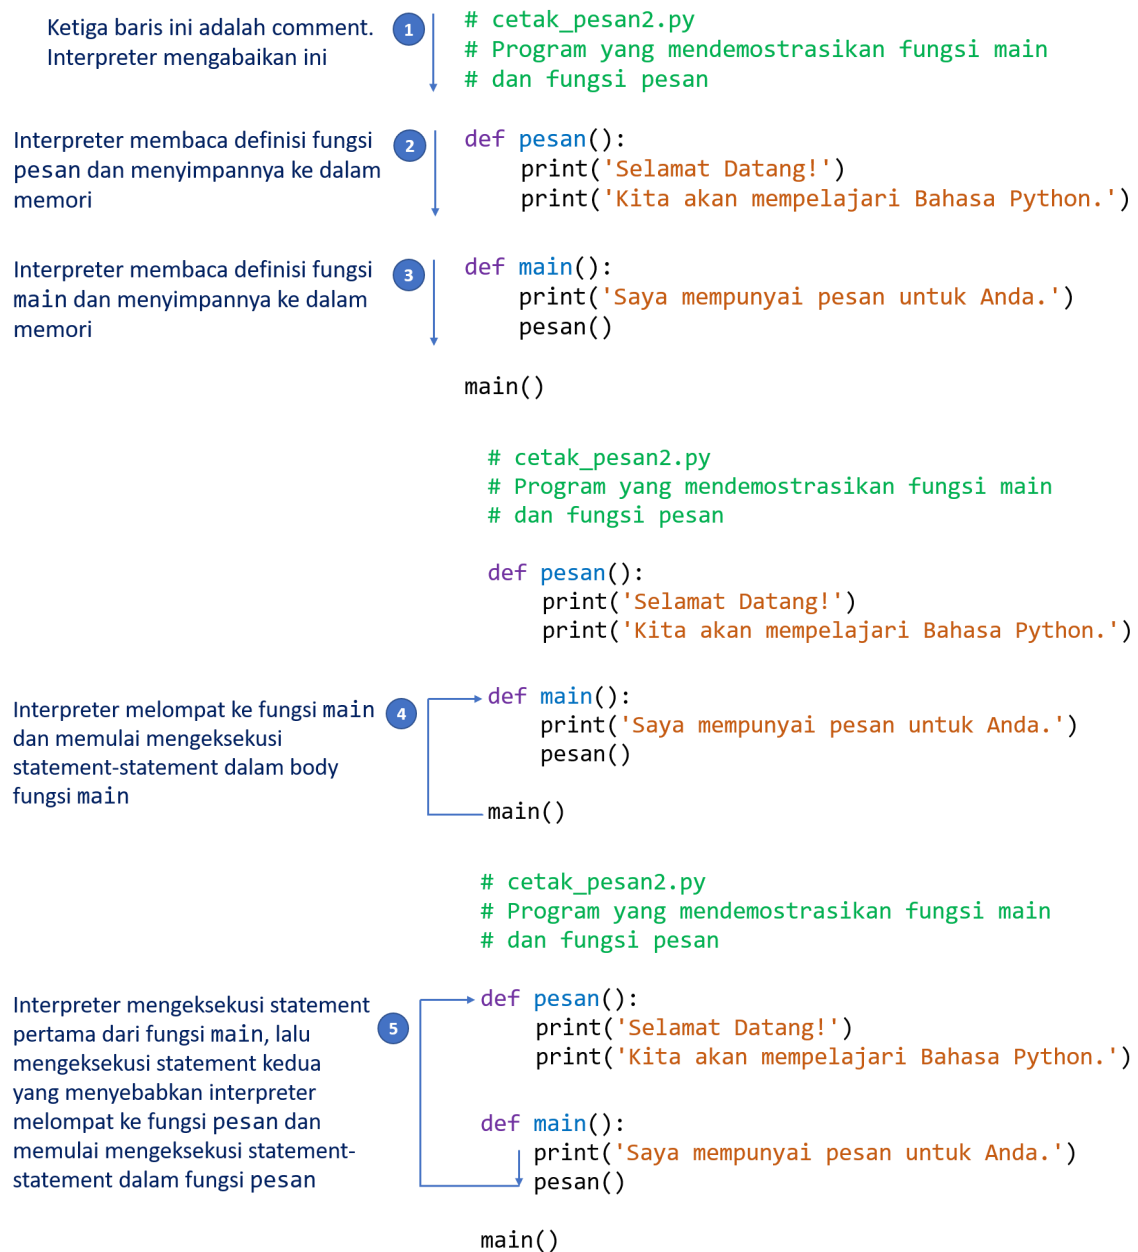 Ketiga baris ini adalah comment.
Interpreter mengabaikan ini
1
# cetak_pesan2.py
# Program yang mendemostrasikan fungsi main
# dan fungsi pesan
Interpreter membaca definisi fungsi
pesan dan menyimpannya ke dalam
memori
2
def pesan():
    print('Selamat Datang!')
    print('Kita akan mempelajari Bahasa Python.')
Interpreter membaca definisi fungsi
main dan menyimpannya ke dalam
memori
3
def main():
    print('Saya mempunyai pesan untuk Anda.')
    pesan()
main()
# cetak_pesan2.py
# Program yang mendemostrasikan fungsi main
# dan fungsi pesan
def pesan():
    print('Selamat Datang!')
    print('Kita akan mempelajari Bahasa Python.')
Interpreter melompat ke fungsi main
dan memulai mengeksekusi
statement-statement dalam body
fungsi main
4
def main():
    print('Saya mempunyai pesan untuk Anda.')
    pesan()
main()
# cetak_pesan2.py
# Program yang mendemostrasikan fungsi main
# dan fungsi pesan
Interpreter mengeksekusi statement
pertama dari fungsi main, lalu
mengeksekusi statement kedua
yang menyebabkan interpreter
melompat ke fungsi pesan dan
memulai mengeksekusi statement-
statement dalam fungsi pesan
5
def pesan():
    print('Selamat Datang!')
    print('Kita akan mempelajari Bahasa Python.')
def main():
    print('Saya mempunyai pesan untuk Anda.')
    pesan()
main()